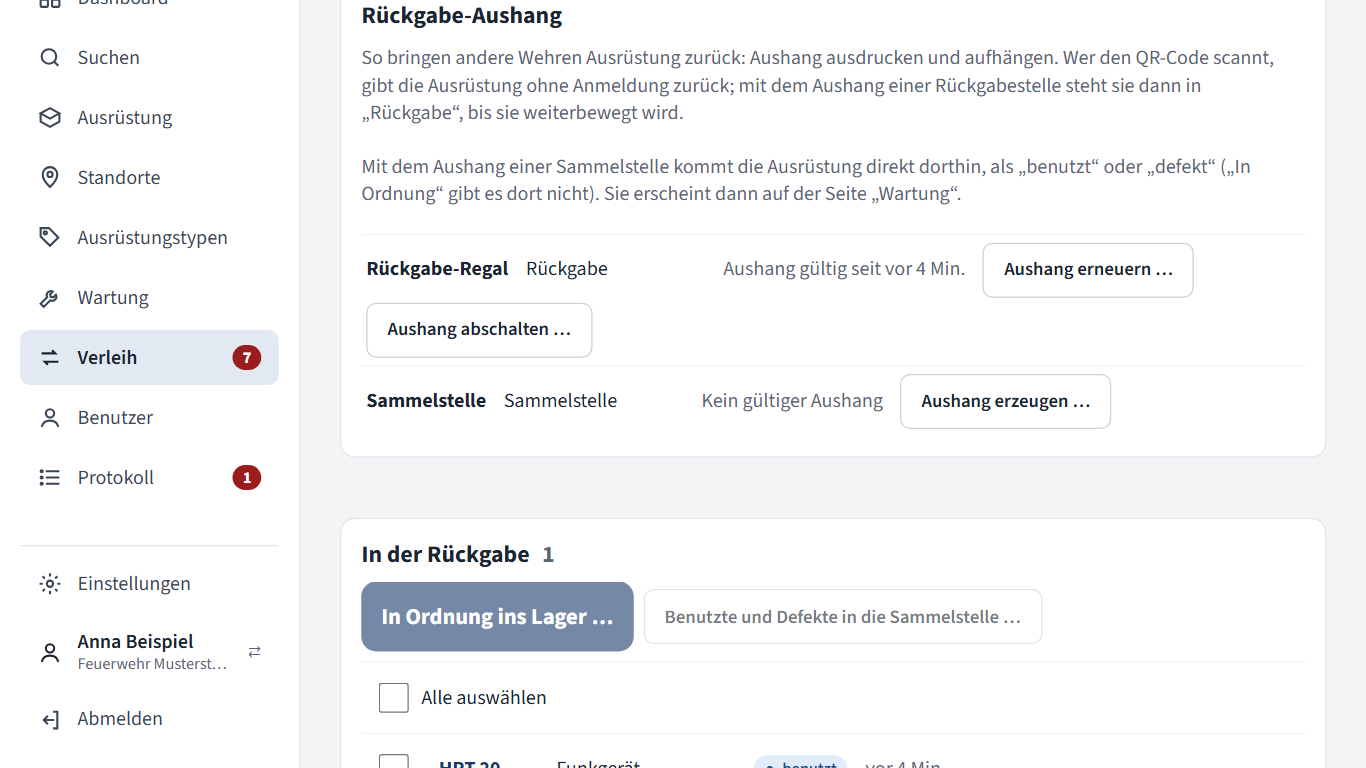 Dashboard
Suchen
Ausrüstung
Standorte
Ausrüstungstypen
Wartung
Verleih 7
Benutzer
Protokoll 1
Einstellungen
Anna Beispiel
Feuerwehr Musterst…
Abmelden
Rückgabe-Aushang
So bringen andere Wehren Ausrüstung zurück: Aushang ausdrucken und aufhängen. Wer den QR-Code scannt,
gibt die Ausrüstung ohne Anmeldung zurück; mit dem Aushang einer Rückgabestelle steht sie dann in
„Rückgabe“, bis sie weiterbewegt wird.
Mit dem Aushang einer Sammelstelle kommt die Ausrüstung direkt dorthin, als „benutzt“ oder „defekt“ („In
Ordnung“ gibt es dort nicht). Sie erscheint dann auf der Seite „Wartung“.
Rückgabe-Regal Rückgabe Aushang gültig seit vor 4 Min. Aushang erneuern …
Aushang abschalten …
Sammelstelle Sammelstelle Kein gültiger Aushang Aushang erzeugen …
In der Rückgabe 1
In Ordnung ins Lager … Benutzte und Defekte in die Sammelstelle …
Alle auswählen
HRT 20 Funkgerät benutzt vor 4 Min.